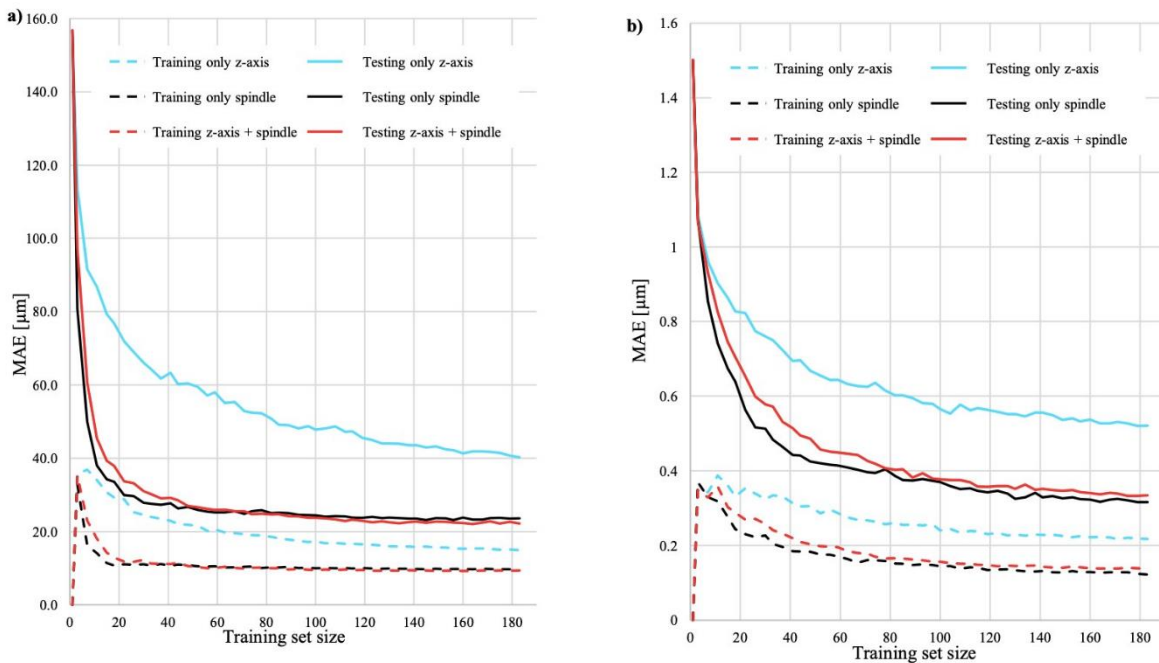 a)
160.0
140.0
120.0
100.0
80.0
60.0
40.0
20.0
0.0
MAE [µm]
Training only z-axis
Testing only z-axis
Training only spindle
Testing only spindle
Training z-axis + spindle
Testing z-axis + spindle
0 20 40 60 80 100 120 140 160 180
Training set size
b)
1.6
1.4
1.2
1
0.8
0.6
0.4
0.2
0
MAE [µm]
Training only z-axis
Testing only z-axis
Training only spindle
Testing only spindle
Training z-axis + spindle
Testing z-axis + spindle
0 20 40 60 80 100 120 140 160 180
Training set size